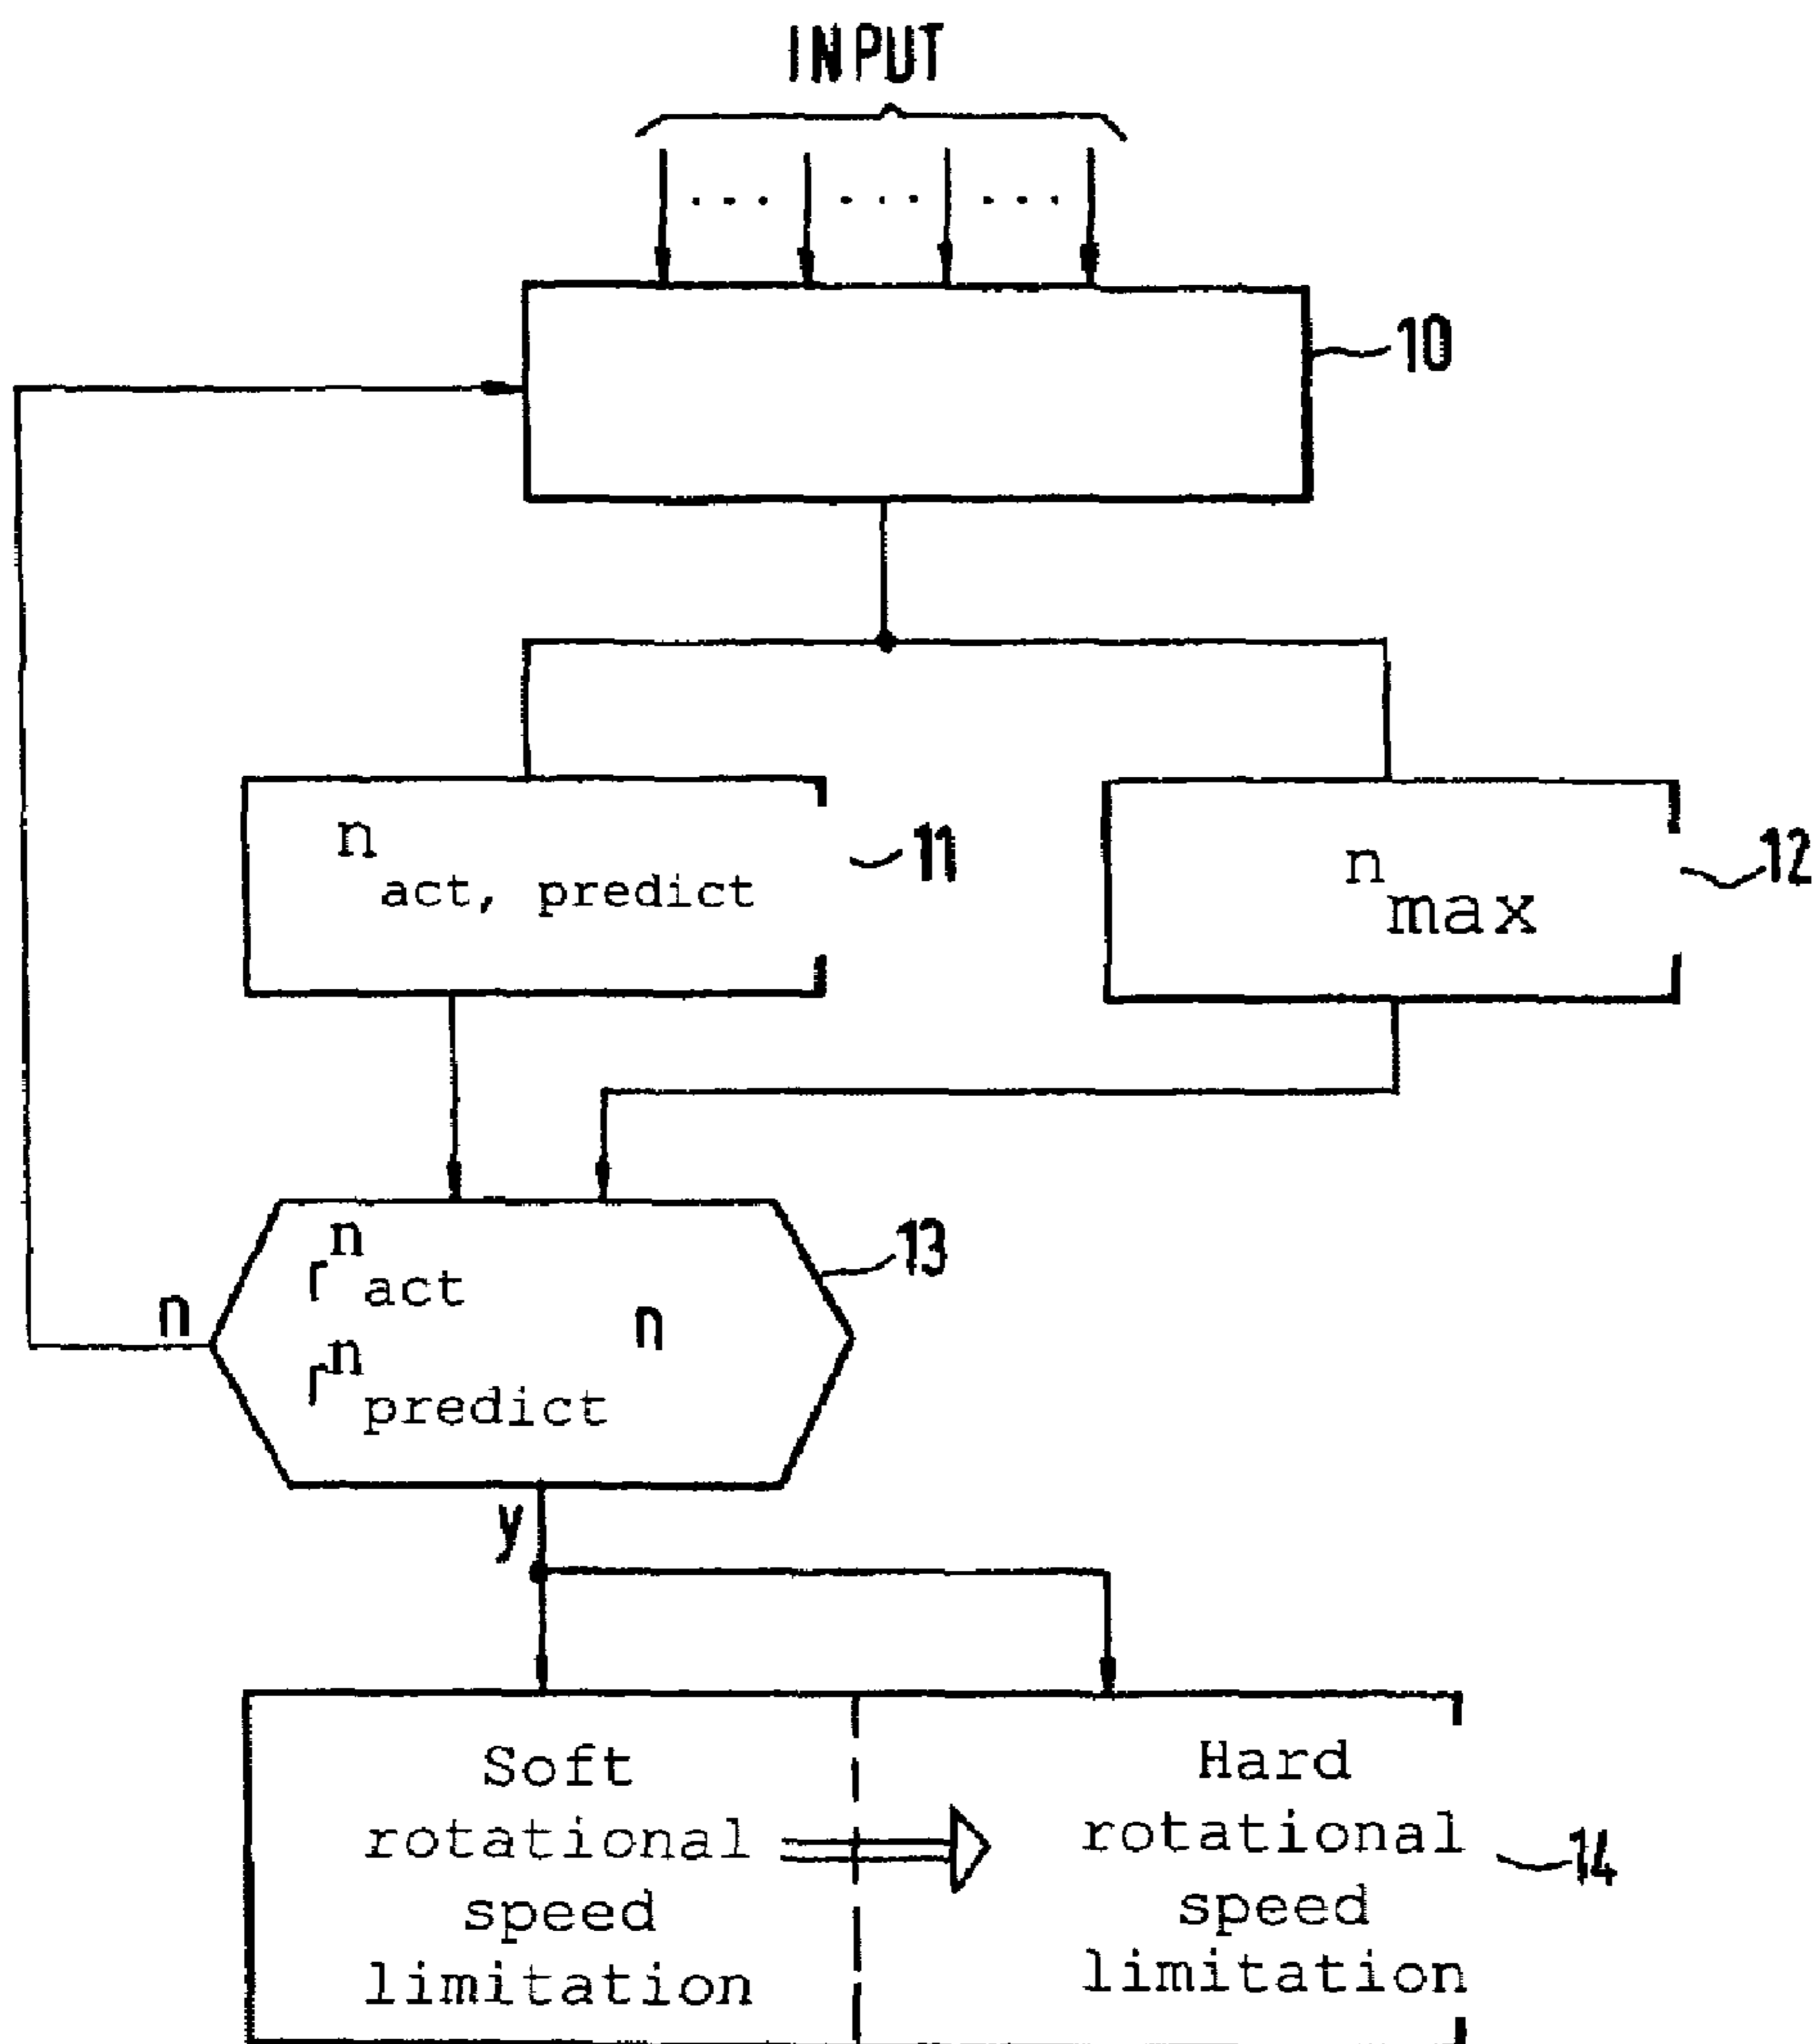 INPUT
10
n
act, predict
11
n
max
12
n
act
13
n
n
n
predict
y
Soft
rotational
speed
limitation
Hard
rotational
speed
limitation
14